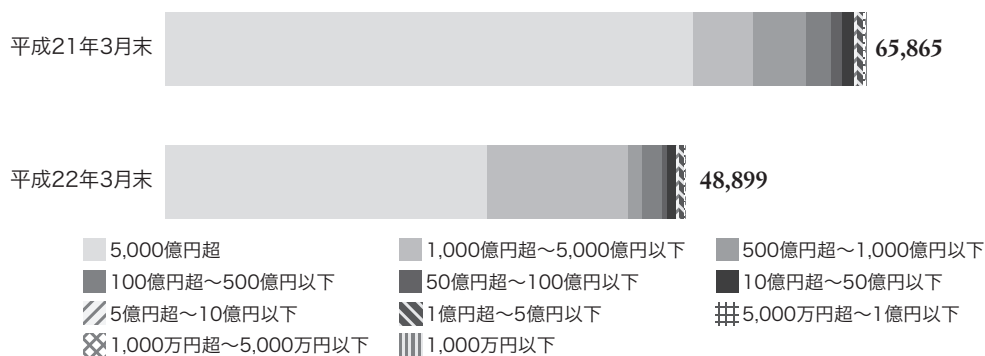 平成21年3月末 65,865
平成22年3月末 48,899
5,000億円超 1,000億円超～5,000億円以下 500億円超～1,000億円以下
100億円超～500億円以下 50億円超～100億円以下 10億円超～50億円以下
5億円超～10億円以下 1億円超～5億円以下 5,000万円超～1億円以下
1,000万円超～5,000万円以下 1,000万円以下